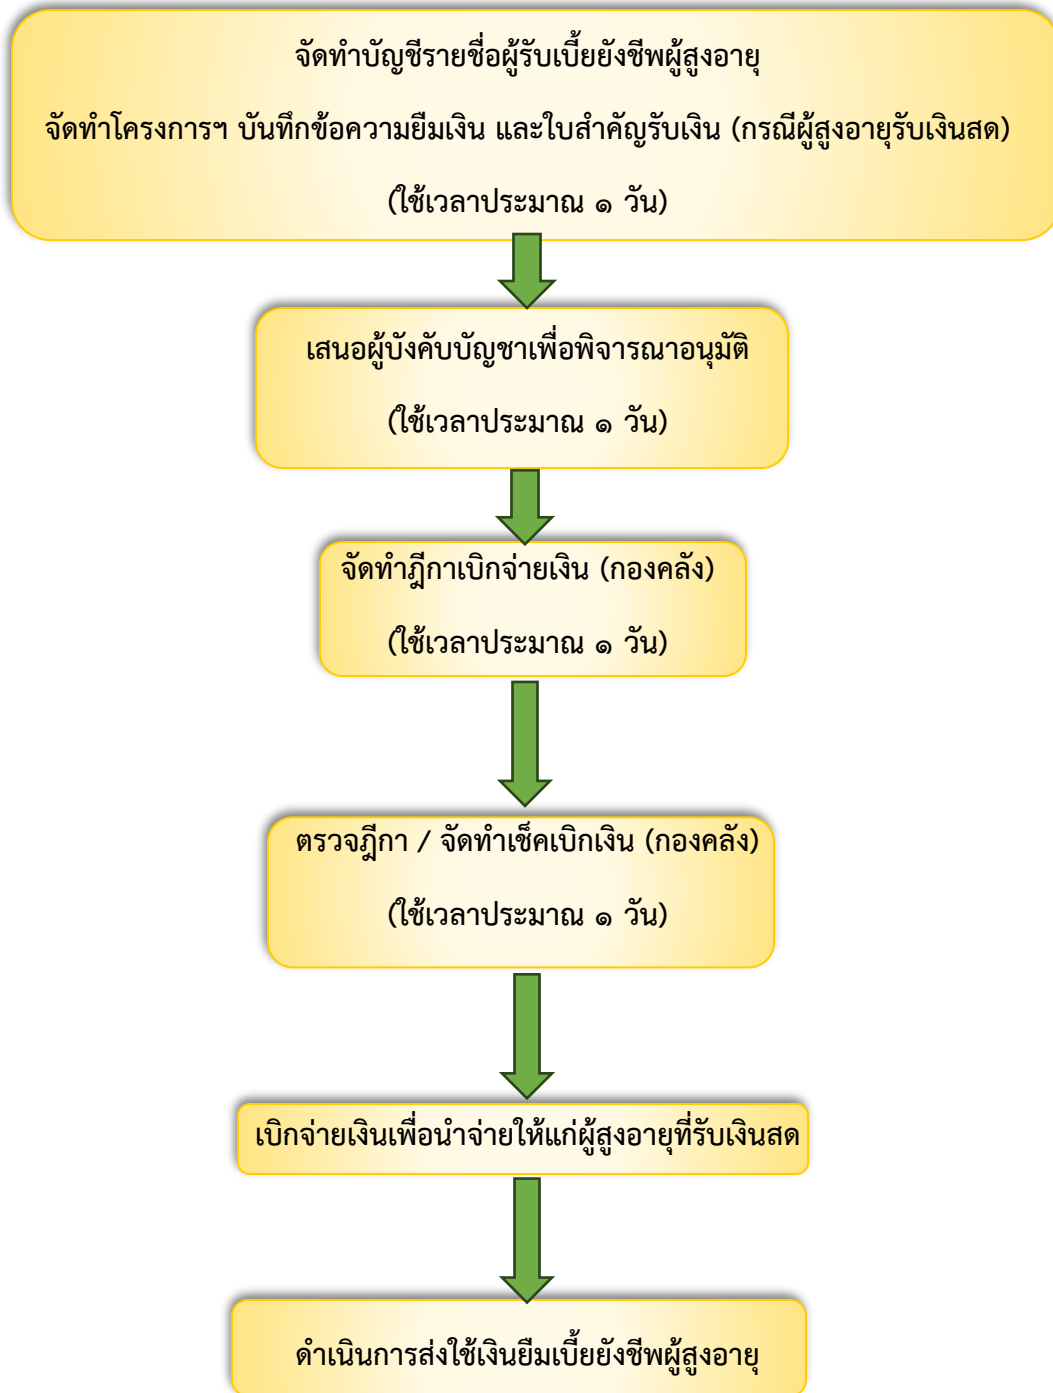 จัดทำบัญชีรายชื่อผู้รับเบี้ยยังชีพผู้สูงอายุ
จัดทำโครงการฯ บันทึกข้อความยืมเงิน และใบสำคัญรับเงิน (กรณีผู้สูงอายุรับเงินสด)
(ใช้เวลาประมาณ ๑ วัน)
เสนอผู้บังคับบัญชาเพื่อพิจารณาอนุมัติ
(ใช้เวลาประมาณ ๑ วัน)
จัดทำฎีกาเบิกจ่ายเงิน (กองคลัง)
(ใช้เวลาประมาณ ๑ วัน)
ตรวจฎีกา / จัดทำเช็คเบิกเงิน (กองคลัง)
(ใช้เวลาประมาณ ๑ วัน)
เบิกจ่ายเงินเพื่อนำจ่ายให้แก่ผู้สูงอายุที่รับเงินสด
ดำเนินการส่งใช้เงินยืมเบี้ยยังชีพผู้สูงอายุ